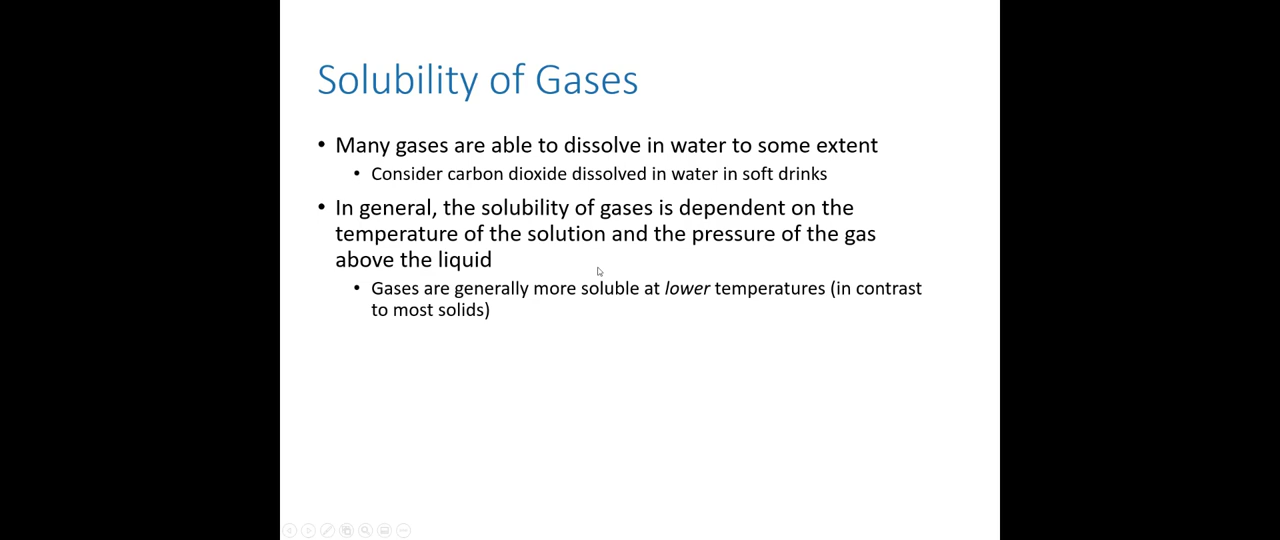 Solubility of Gases
• Many gases are able to dissolve in water to some extent
• Consider carbon dioxide dissolved in water in soft drinks
• In general, the solubility of gases is dependent on the
temperature of the solution and the pressure of the gas
above the liquid
• Gases are generally more soluble at lower temperatures (in contrast
to most solids)